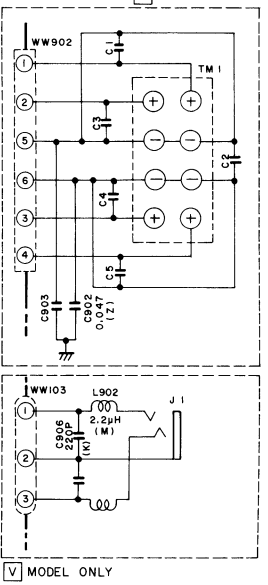 WW902
C1
1
TM1
2
+ +
C3
5
− −
C2
6
− −
C4
3
+ +
4
C5
C903
C902
0.047
(Z)
WW103
1
L902
J1
2.2µH
(M)
C906
220P
(K)
2
3
V MODEL ONLY